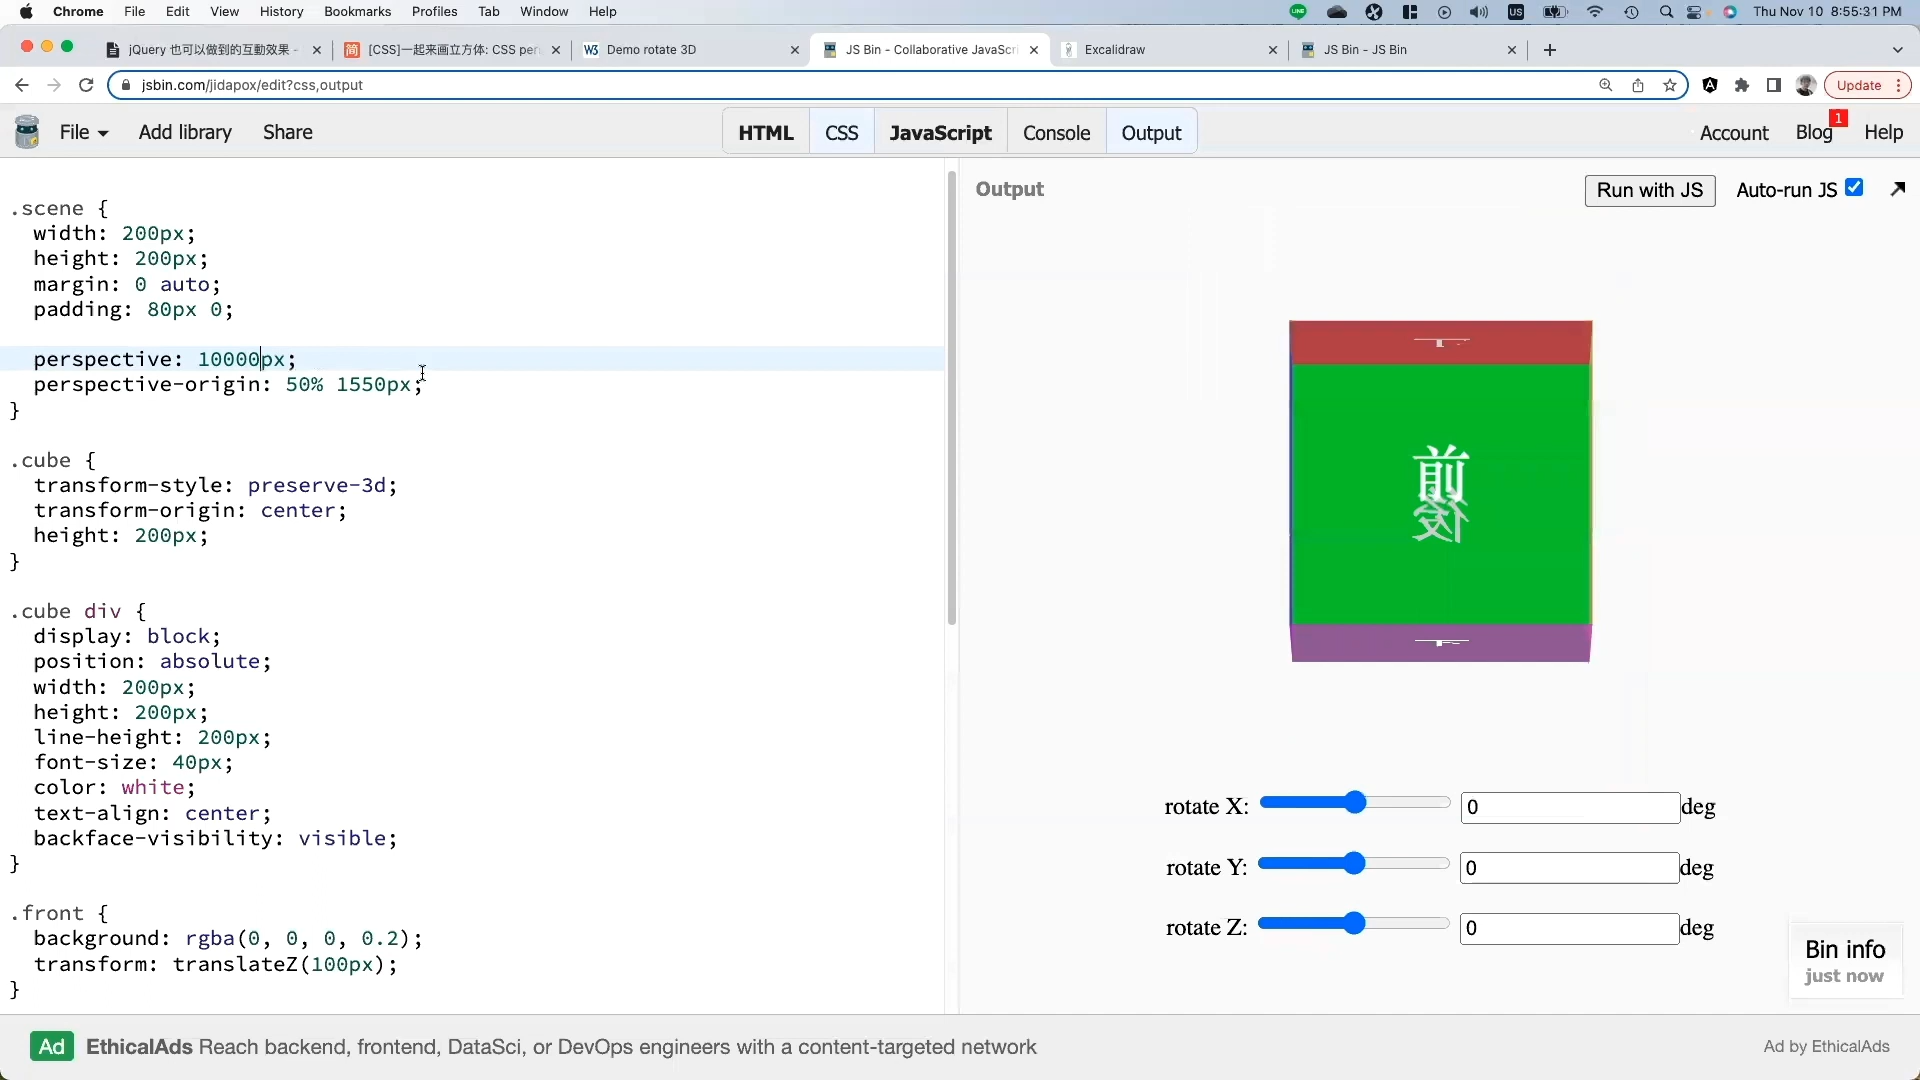 Chrome File Edit View History Bookmarks Profiles Tab Window Help
US Thu Nov 10 8:55:31 PM
jQuery 也可以做到的互動效果 -
[CSS]一起来画立方体: CSS per
Demo rotate 3D
JS Bin - Collaborative JavaScri
Excalidraw
JS Bin - JS Bin
jsbin.com/jidapox/edit?css,output
Update
File Add library Share
HTML CSS JavaScript Console Output
Account Blog 1 Help
.scene {
width: 200px;
height: 200px;
margin: 0 auto;
padding: 80px 0;
perspective: 10000px;
perspective-origin: 50% 1550px;
}
.cube {
transform-style: preserve-3d;
transform-origin: center;
height: 200px;
}
.cube div {
display: block;
position: absolute;
width: 200px;
height: 200px;
line-height: 200px;
font-size: 40px;
color: white;
text-align: center;
backface-visibility: visible;
}
.front {
background: rgba(0, 0, 0, 0.2);
transform: translateZ(100px);
}
Output
Run with JS
Auto-run JS
前
後
rotate X: 0 deg
rotate Y: 0 deg
rotate Z: 0 deg
Bin info
just now
Ad EthicalAds Reach backend, frontend, DataSci, or DevOps engineers with a content-targeted network
Ad by EthicalAds